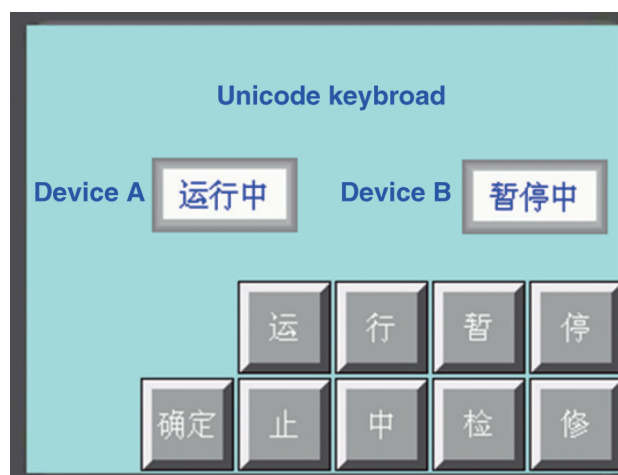 Unicode keybroad
Device A 运行中 Device B 暂停中
运 行 暂 停
确定 止 中 检 修